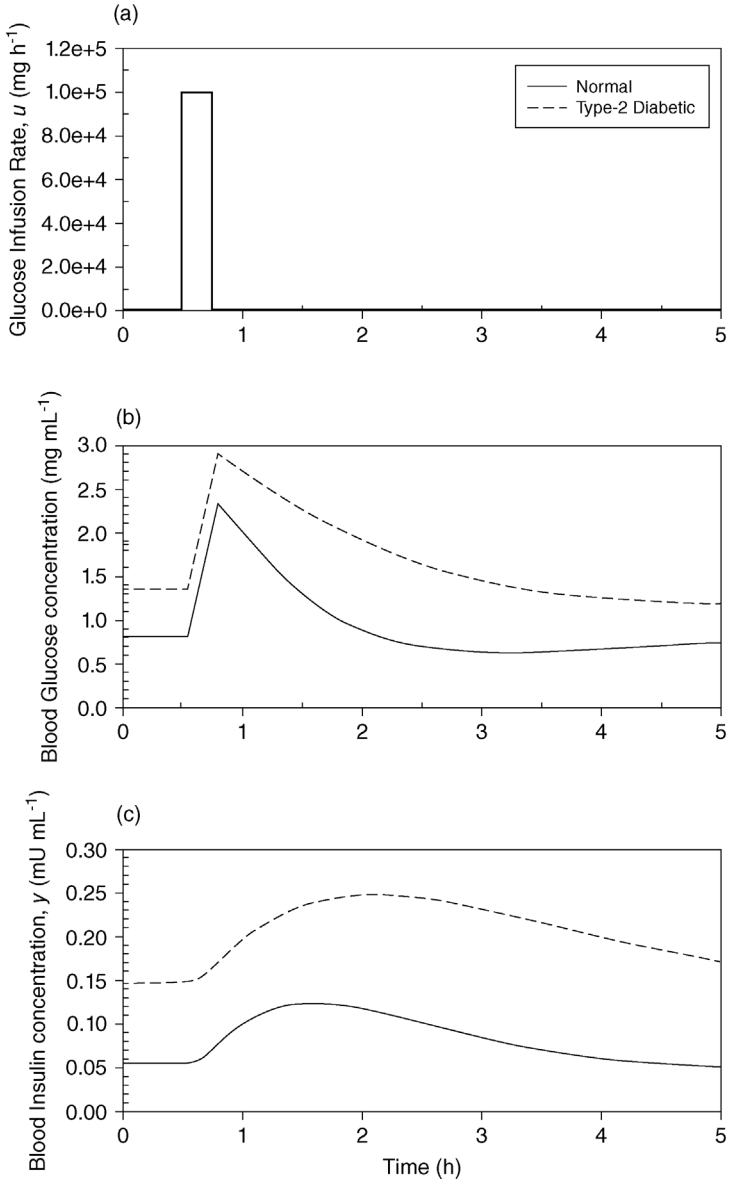 (a)
Glucose Infusion Rate, u (mg h-1)
1.2e+5
1.0e+5
8.0e+4
6.0e+4
4.0e+4
2.0e+4
0.0e+0
Normal
Type-2 Diabetic
0 1 2 3 4 5
(b)
Blood Glucose concentration (mg mL-1)
3.0
2.5
2.0
1.5
1.0
0.5
0.0
0 1 2 3 4 5
(c)
Blood Insulin concentration, y (mU mL-1)
0.30
0.25
0.20
0.15
0.10
0.05
0.00
0 1 2 3 4 5
Time (h)